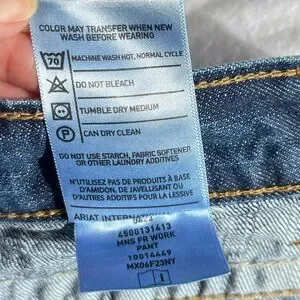 COLOR MAY TRANSFER WHEN NEW
WASH BEFORE WEARING
70
MACHINE WASH HOT, NORMAL CYCLE
DO NOT BLEACH
TUMBLE DRY MEDIUM
P
CAN DRY CLEAN
DO NOT USE STARCH, FABRIC SOFTENER
OR OTHER LAUNDRY ADDITIVES
N'UTILISEZ PAS DE PRODUITS À BASE
D'AMIDON, DE JAVELLISANT OU
D'AUTRES ADDITIFS POUR LA LESSIVE
ARIAT
4500131413
MNS FR WORK
PANT
10014449
MX06F23NY